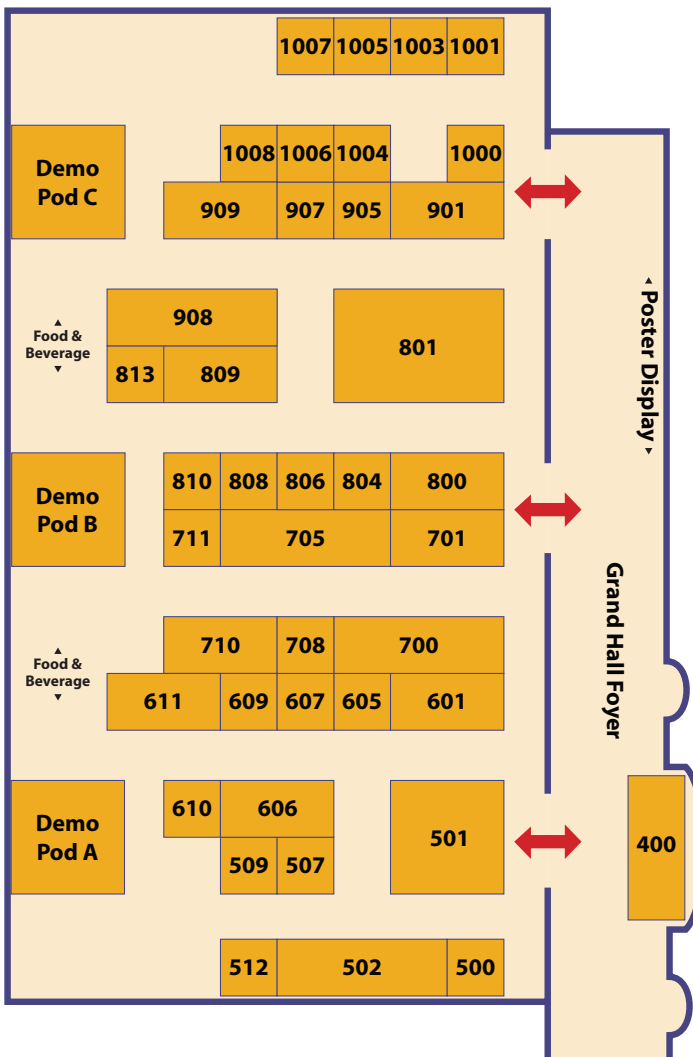 1007 1005 1003 1001
Demo
Pod C
1008 1006 1004 1000
909 907 905 901
908
Food &
Beverage
813 809
801
◂ Poster Display ▸
Demo
Pod B
810 808 806 804 800
711 705 701
Grand Hall Foyer
710 708 700
Food &
Beverage
611 609 607 605 601
Demo
Pod A
610 606
501
400
509 507
512 502 500